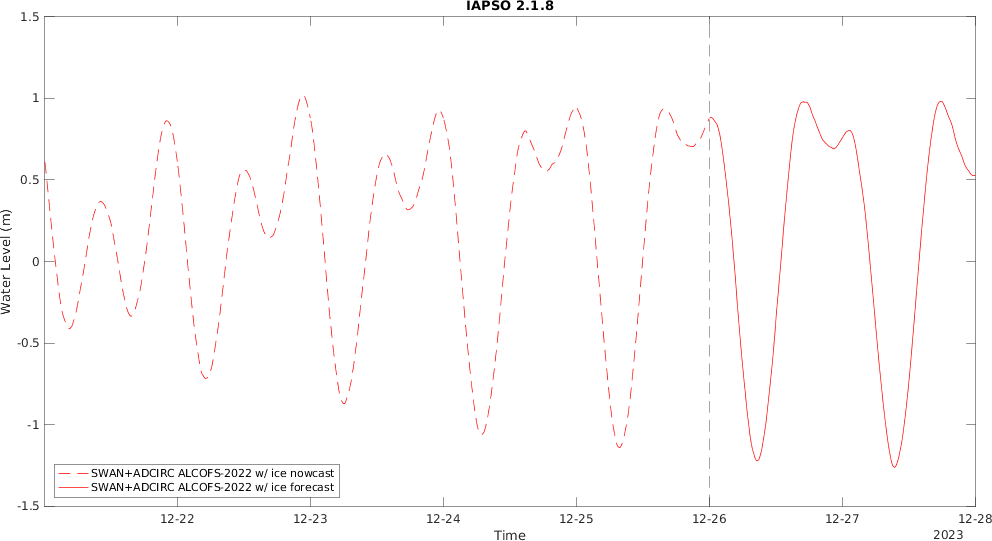 IAPSO 2.1.8
1.5
1
0.5
0
-0.5
-1
-1.5
Water Level (m)
SWAN+ADCIRC ALCOFS-2022 w/ ice nowcast
SWAN+ADCIRC ALCOFS-2022 w/ ice forecast
12-22 12-23 12-24 12-25 12-26 12-27 12-28
Time
2023